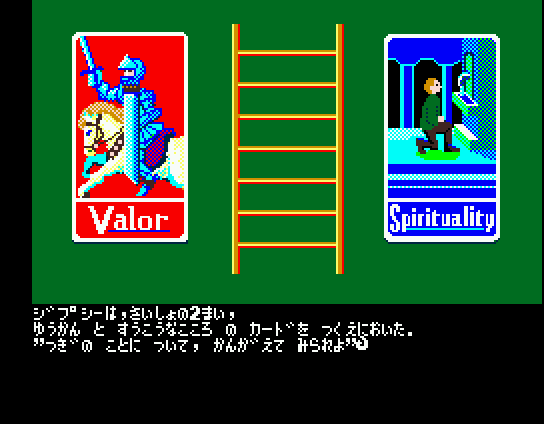 Valor
Spirituality
ジプシーは,さいしょの2まい,
ゆうかん と すうこうなこころ の カードを つくえにおいた.
"つぎの ことに ついて, かんがえて みられよ"